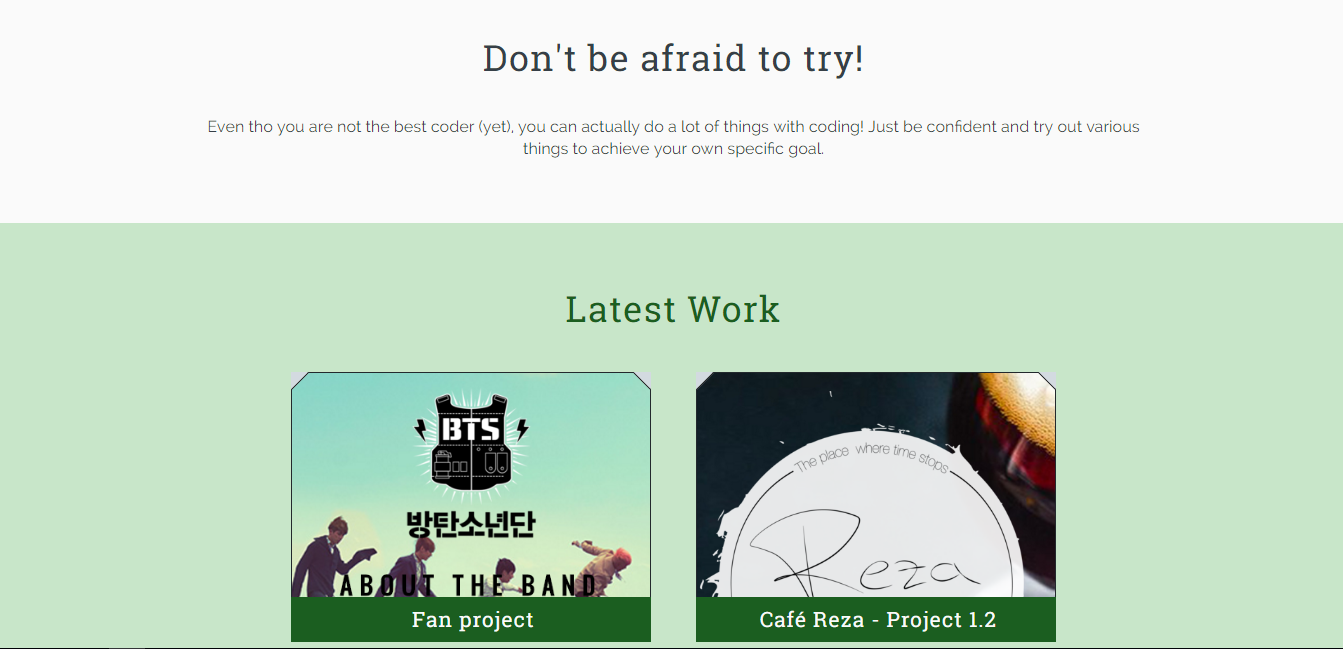 Don't be afraid to try!
Even tho you are not the best coder (yet), you can actually do a lot of things with coding! Just be confident and try out various
things to achieve your own specific goal.
Latest Work
BTS
방탄소년단
ABOUT THE BAND
Fan project
The place where time stops
Reza
Café Reza - Project 1.2